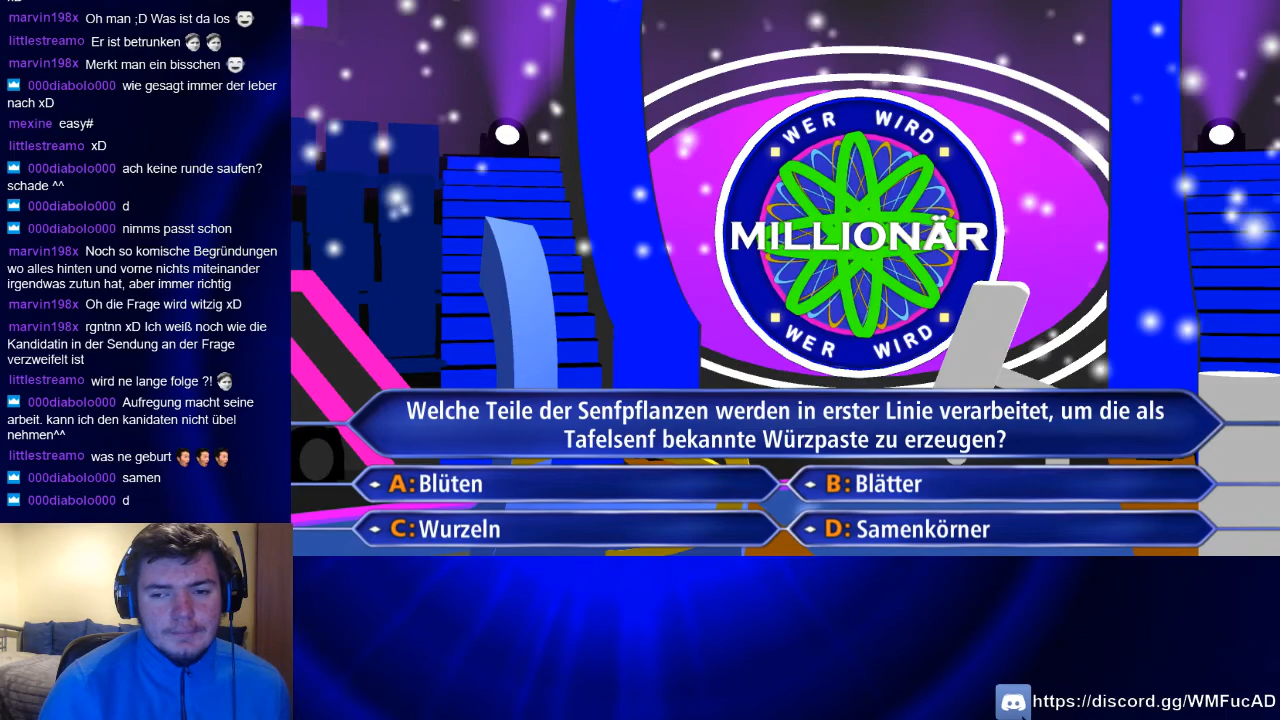 marvin198x Oh man ;D Was ist da los
littlestreamo Er ist betrunken
marvin198x Merkt man ein bisschen
000diabolo000 wie gesagt immer der leber
nach xD
mexine easy#
littlestreamo xD
000diabolo000 ach keine runde saufen?
schade ^^
000diabolo000 d
000diabolo000 nimms passt schon
marvin198x Noch so komische Begründungen
wo alles hinten und vorne nichts miteinander
irgendwas zutun hat, aber immer richtig
marvin198x Oh die Frage wird witzig xD
marvin198x rgntnn xD Ich weiß noch wie die
Kandidatin in der Sendung an der Frage
verzweifelt ist
littlestreamo wird ne lange folge ?!
000diabolo000 Aufregung macht seine
arbeit. kann ich den kanidaten nicht übel
nehmen^^
littlestreamo was ne geburt
000diabolo000 samen
000diabolo000 d
WER WIRD
MILLIONÄR
WER WIRD
Welche Teile der Senfpflanzen werden in erster Linie verarbeitet, um die als
Tafelsenf bekannte Würzpaste zu erzeugen?
A: Blüten
B: Blätter
C: Wurzeln
D: Samenkörner
https://discord.gg/WMFucAD